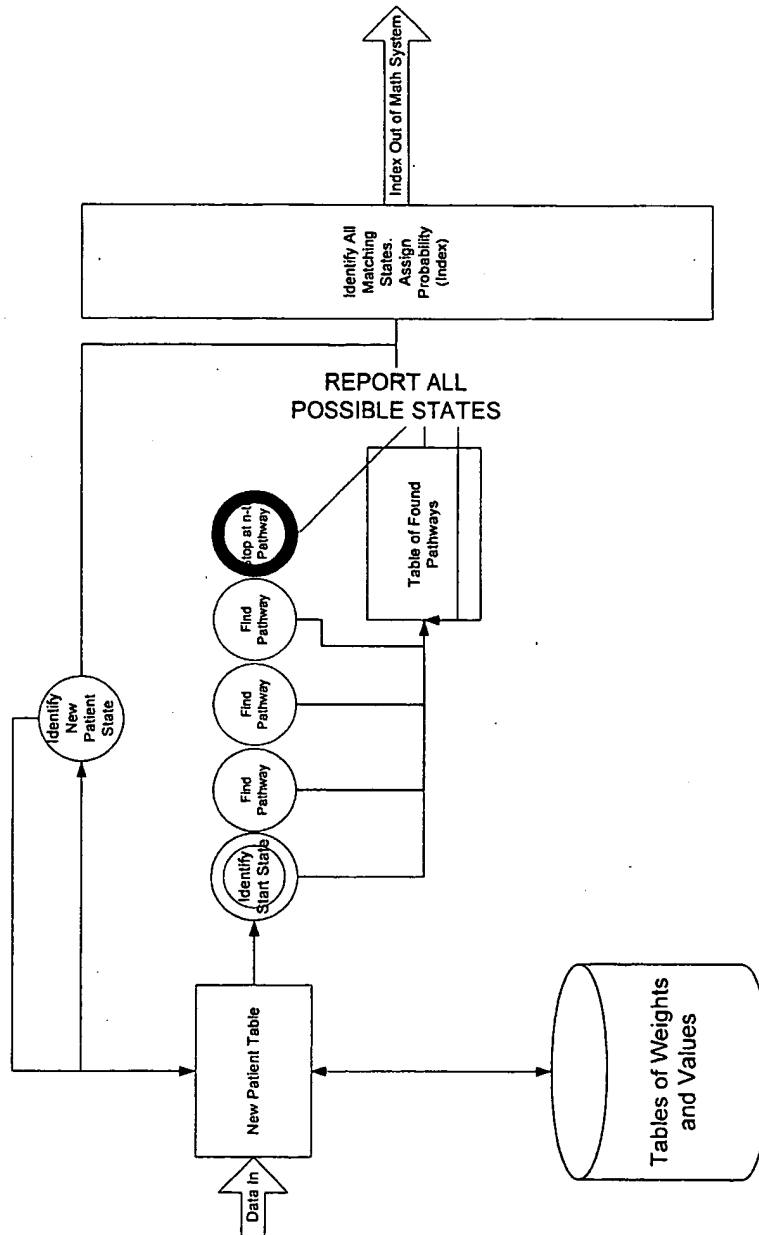 Index Out of Math System
Identify All
Matching
States.
Assign
Probability
(Index)
REPORT ALL
POSSIBLE STATES
Stop at
Pathway
Table of Found
Pathways
Find
Pathway
Identify
New
Patient
State
Find
Pathway
Find
Pathway
Identify
Start State
New Patient Table
Tables of Weights
and Values
Data In